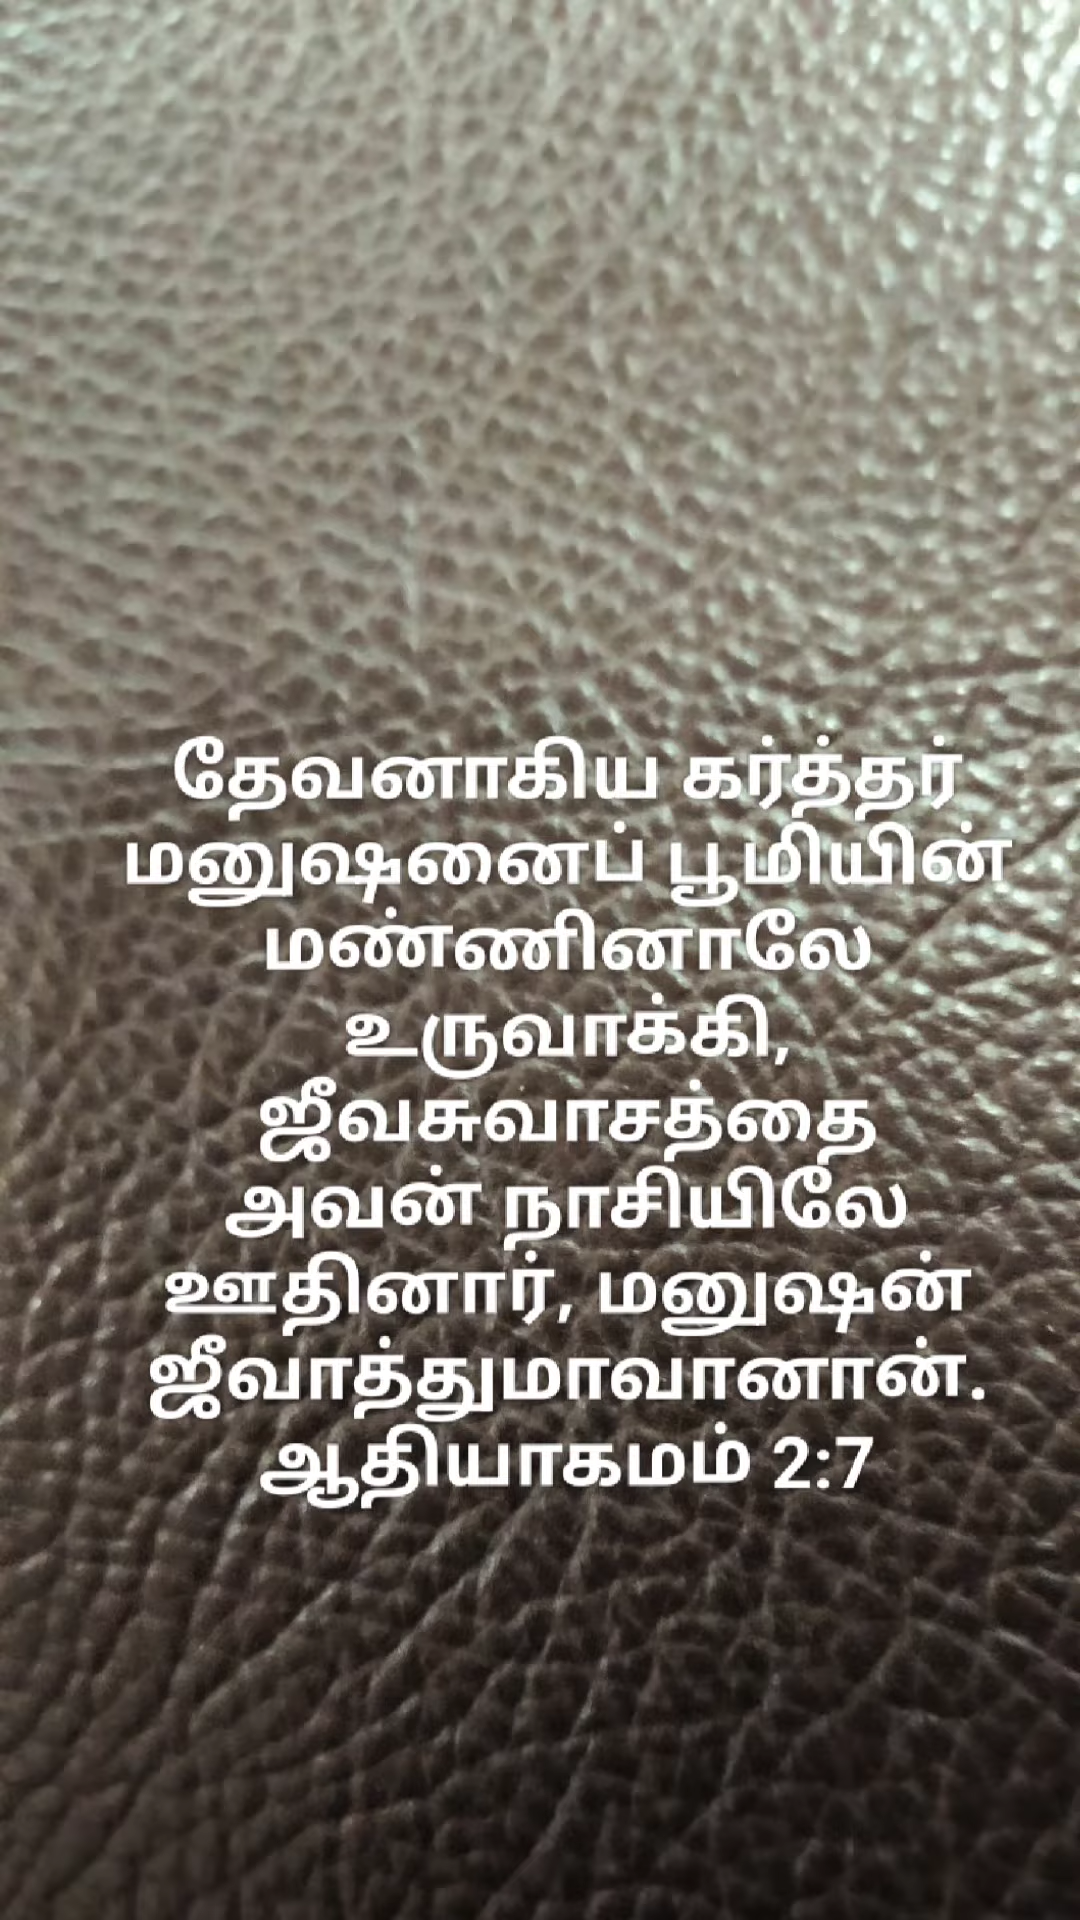 தேவனாகிய கர்த்தர்
மனுஷனைப் பூமியின்
மண்ணினாலே
உருவாக்கி,
ஜீவசுவாசத்தை
அவன் நாசியிலே
ஊதினார், மனுஷன்
ஜீவாத்துமாவானான்.
ஆதியாகமம் 2:7